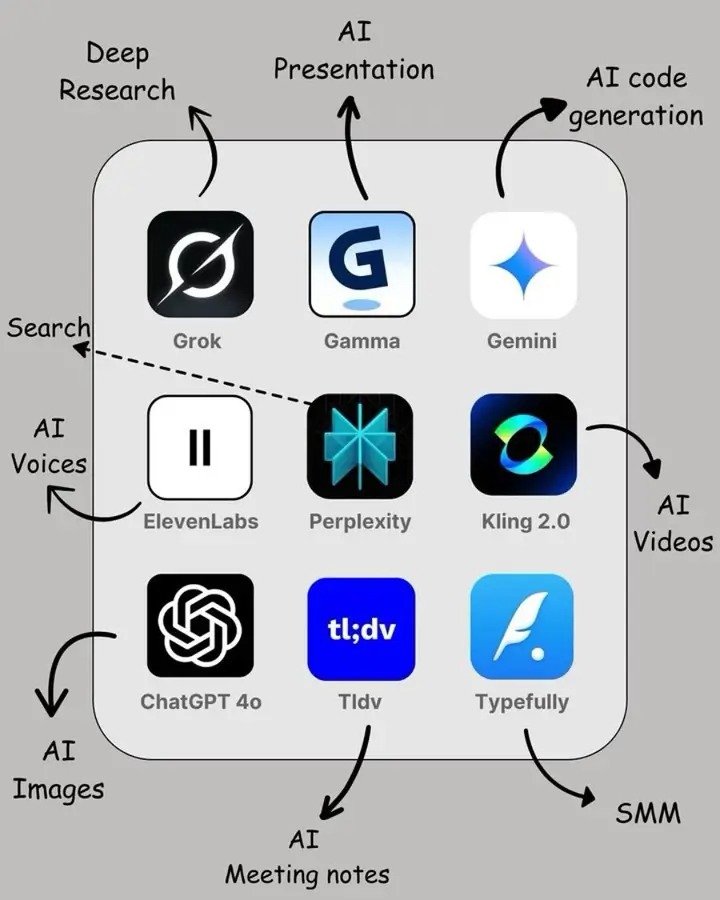 Deep
Research
AI
Presentation
AI code
generation
G
Grok
Gamma
Gemini
Search
AI
Voices
ElevenLabs
Perplexity
Kling 2.0
AI
Videos
tl;dv
ChatGPT 4o
Tldv
Typefully
AI
Images
AI
Meeting notes
SMM